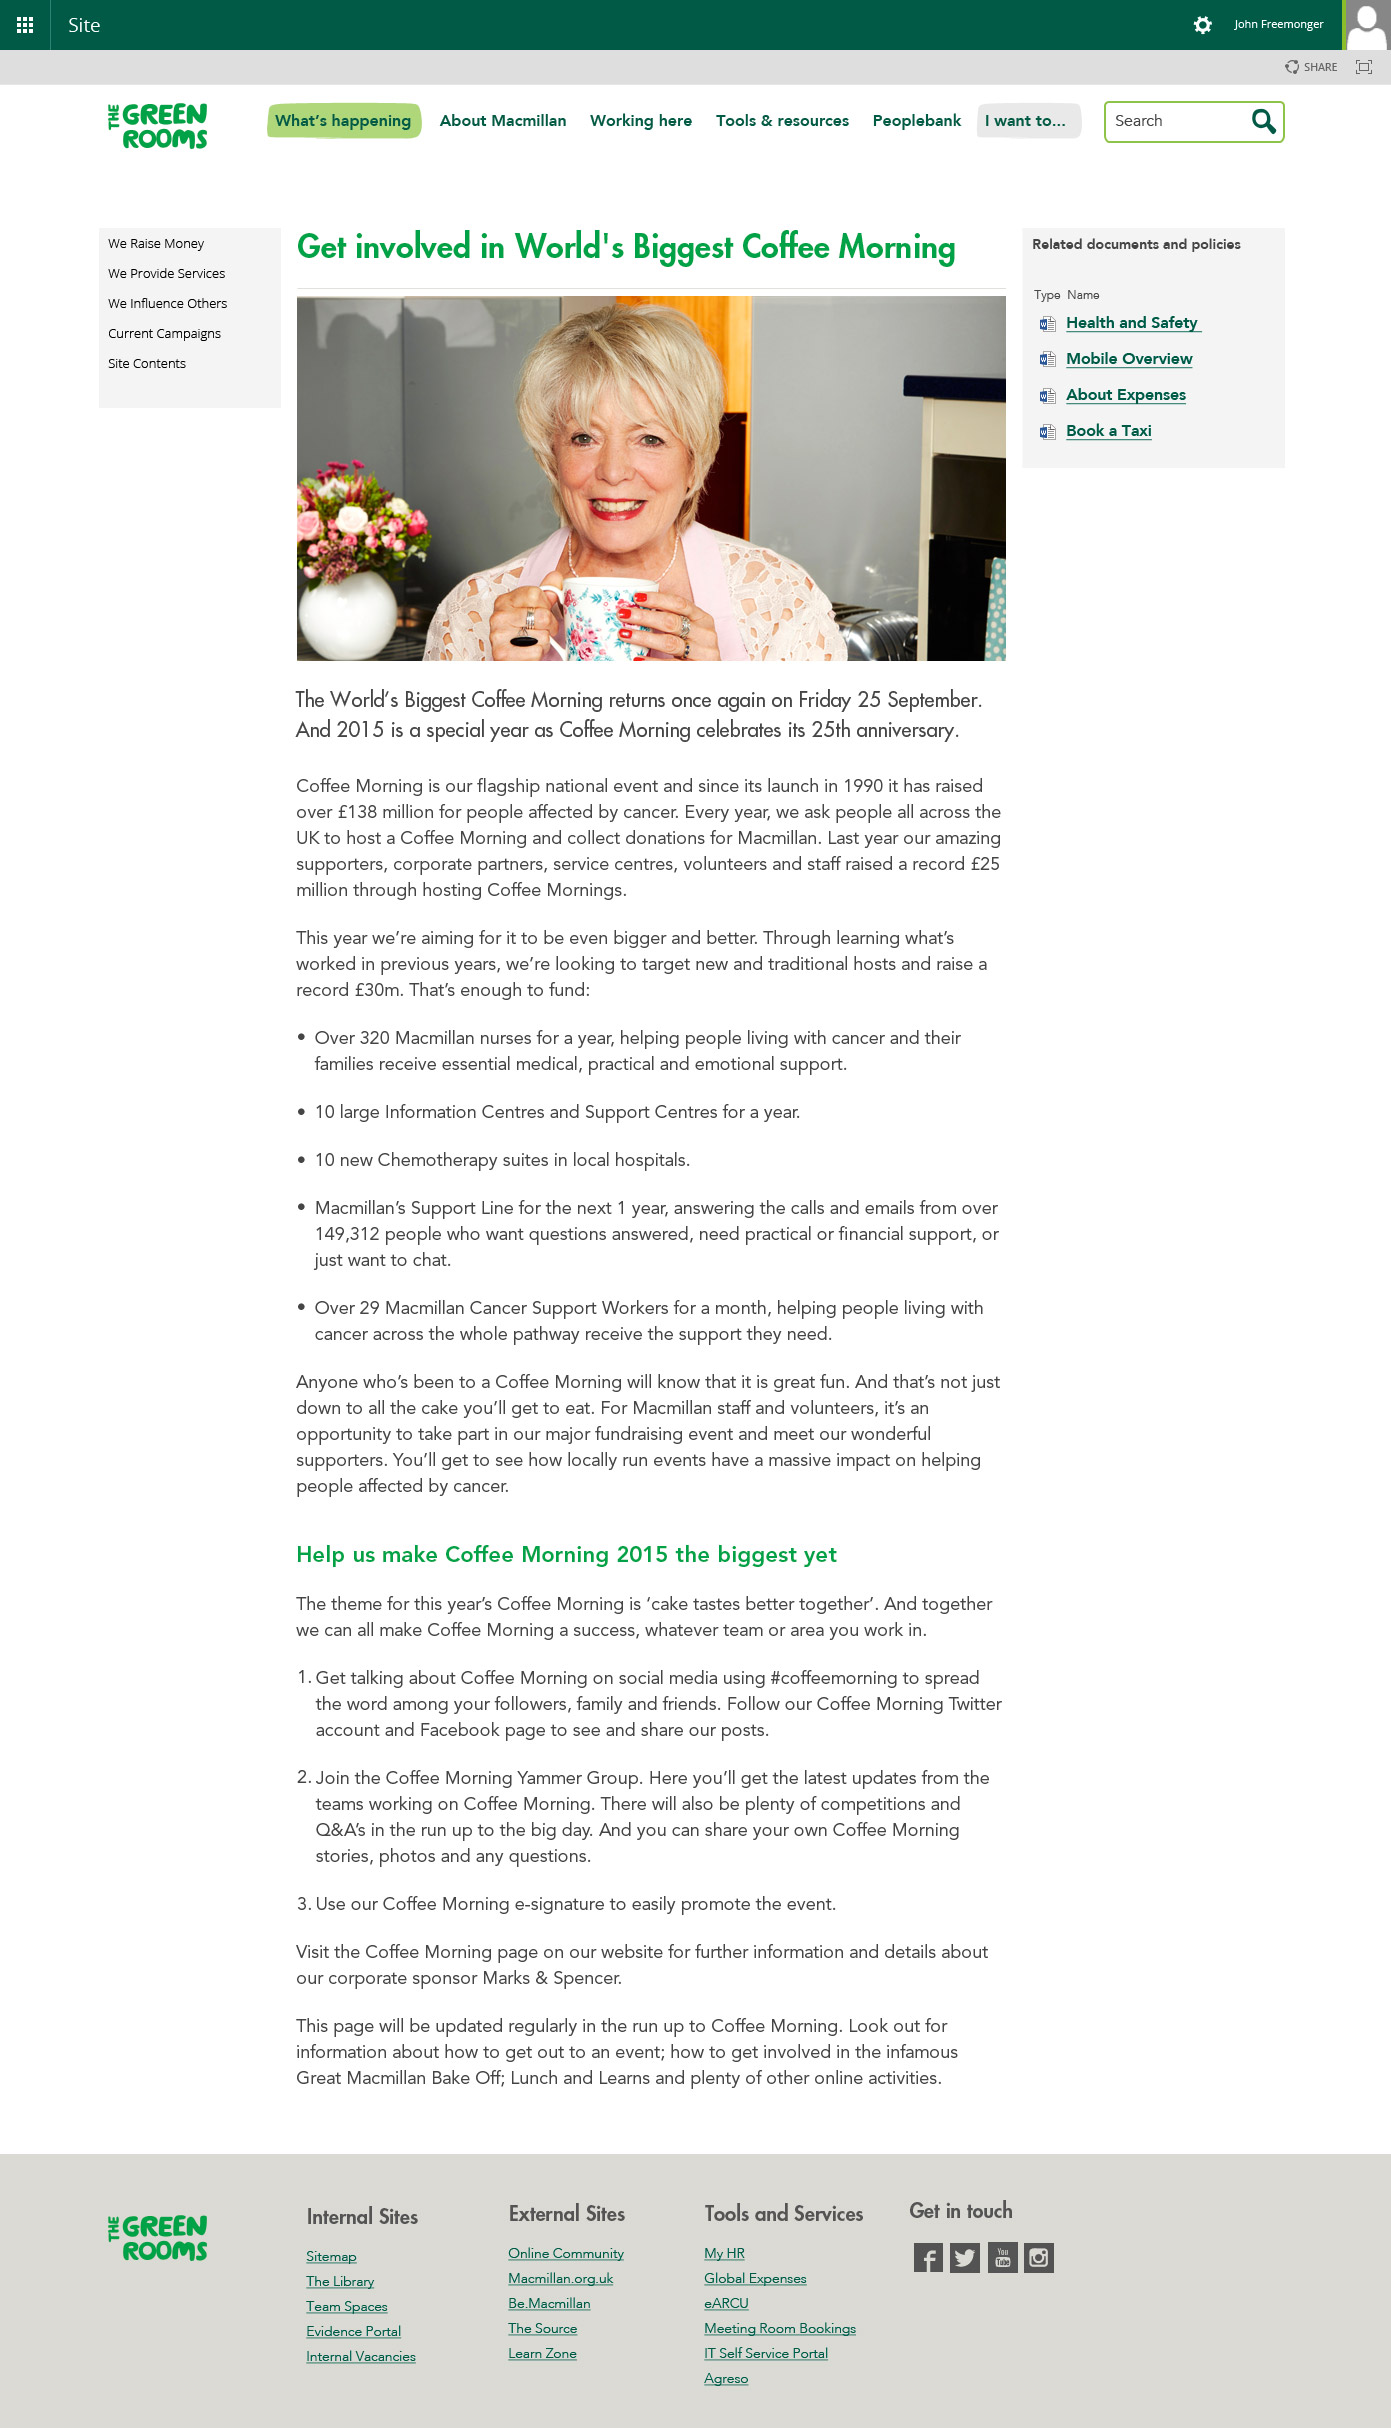 Site
John Freemonger
SHARE
THE GREEN ROOMS
What's happening
About Macmillan
Working here
Tools & resources
Peoplebank
I want to...
Search
We Raise Money
We Provide Services
We Influence Others
Current Campaigns
Site Contents
Get involved in World's Biggest Coffee Morning
Related documents and policies
Type Name
Health and Safety
Mobile Overview
About Expenses
Book a Taxi
The World’s Biggest Coffee Morning returns once again on Friday 25 September.
And 2015 is a special year as Coffee Morning celebrates its 25th anniversary.
Coffee Morning is our flagship national event and since its launch in 1990 it has raised
over £138 million for people affected by cancer. Every year, we ask people all across the
UK to host a Coffee Morning and collect donations for Macmillan. Last year our amazing
supporters, corporate partners, service centres, volunteers and staff raised a record £25
million through hosting Coffee Mornings.
This year we’re aiming for it to be even bigger and better. Through learning what’s
worked in previous years, we’re looking to target new and traditional hosts and raise a
record £30m. That’s enough to fund:
• Over 320 Macmillan nurses for a year, helping people living with cancer and their
families receive essential medical, practical and emotional support.
• 10 large Information Centres and Support Centres for a year.
• 10 new Chemotherapy suites in local hospitals.
• Macmillan’s Support Line for the next 1 year, answering the calls and emails from over
149,312 people who want questions answered, need practical or financial support, or
just want to chat.
• Over 29 Macmillan Cancer Support Workers for a month, helping people living with
cancer across the whole pathway receive the support they need.
Anyone who’s been to a Coffee Morning will know that it is great fun. And that’s not just
down to all the cake you’ll get to eat. For Macmillan staff and volunteers, it’s an
opportunity to take part in our major fundraising event and meet our wonderful
supporters. You’ll get to see how locally run events have a massive impact on helping
people affected by cancer.
Help us make Coffee Morning 2015 the biggest yet
The theme for this year’s Coffee Morning is ‘cake tastes better together’. And together
we can all make Coffee Morning a success, whatever team or area you work in.
1. Get talking about Coffee Morning on social media using #coffeemorning to spread
the word among your followers, family and friends. Follow our Coffee Morning Twitter
account and Facebook page to see and share our posts.
2. Join the Coffee Morning Yammer Group. Here you’ll get the latest updates from the
teams working on Coffee Morning. There will also be plenty of competitions and
Q&A’s in the run up to the big day. And you can share your own Coffee Morning
stories, photos and any questions.
3. Use our Coffee Morning e-signature to easily promote the event.
Visit the Coffee Morning page on our website for further information and details about
our corporate sponsor Marks & Spencer.
This page will be updated regularly in the run up to Coffee Morning. Look out for
information about how to get out to an event; how to get involved in the infamous
Great Macmillan Bake Off; Lunch and Learns and plenty of other online activities.
THE GREEN ROOMS
Internal Sites
Sitemap
The Library
Team Spaces
Evidence Portal
Internal Vacancies
External Sites
Online Community
Macmillan.org.uk
Be.Macmillan
The Source
Learn Zone
Tools and Services
My HR
Global Expenses
eARCU
Meeting Room Bookings
IT Self Service Portal
Agreso
Get in touch
You Tube